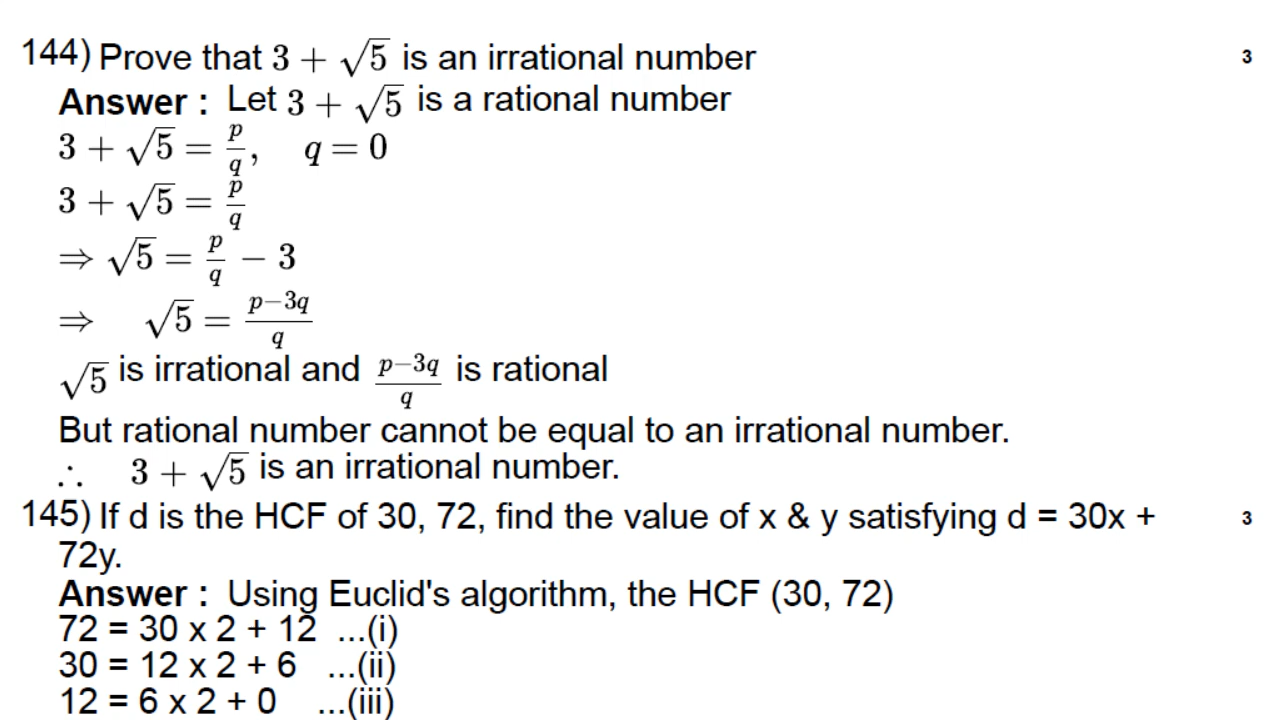 144) Prove that 3 + √5 is an irrational number 3
Answer : Let 3 + √5 is a rational number
3 + √5 = p/q, q = 0
3 + √5 = p/q
⇒ √5 = p/q − 3
⇒ √5 = (p−3q)/q
√5 is irrational and (p−3q)/q is rational
But rational number cannot be equal to an irrational number.
∴ 3 + √5 is an irrational number.
145) If d is the HCF of 30, 72, find the value of x & y satisfying d = 30x + 3
72y.
Answer : Using Euclid's algorithm, the HCF (30, 72)
72 = 30 x 2 + 12 ...(i)
30 = 12 x 2 + 6 ...(ii)
12 = 6 x 2 + 0 ...(iii)